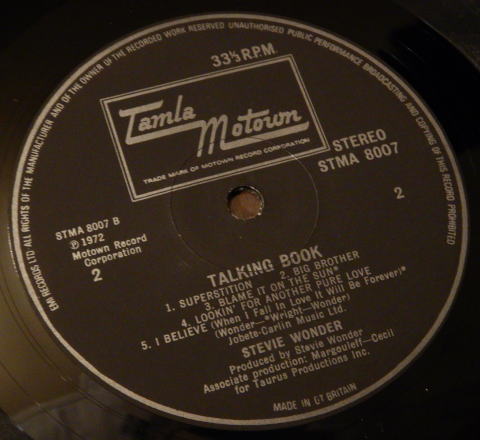 EMI RECORDS LTD ALL RIGHTS OF THE MANUFACTURER AND OF THE OWNER OF THE RECORDED WORK RESERVED UNAUTHORISED PUBLIC PERFORMANCE BROADCASTING AND COPYING OF THIS RECORD PROHIBITED
33⅓ R.P.M.
Tamla
Motown
TRADE MARK OF MOTOWN RECORD CORPORATION
STEREO
STMA 8007
2
STMA 8007 B
℗ 1972
Motown Record
Corporation
2
TALKING BOOK
1. SUPERSTITION 2. BIG BROTHER
3. BLAME IT ON THE SUN*
4. LOOKIN' FOR ANOTHER PURE LOVE
5. I BELIEVE (When I Fall In Love It Will Be Forever)*
(Wonder—*Wright—Wonder)
Jobete-Carlin Music Ltd.
STEVIE WONDER
Produced by Stevie Wonder
Associate production: Margouleff—Cecil
for Taurus Productions Inc.
MADE IN GT BRITAIN